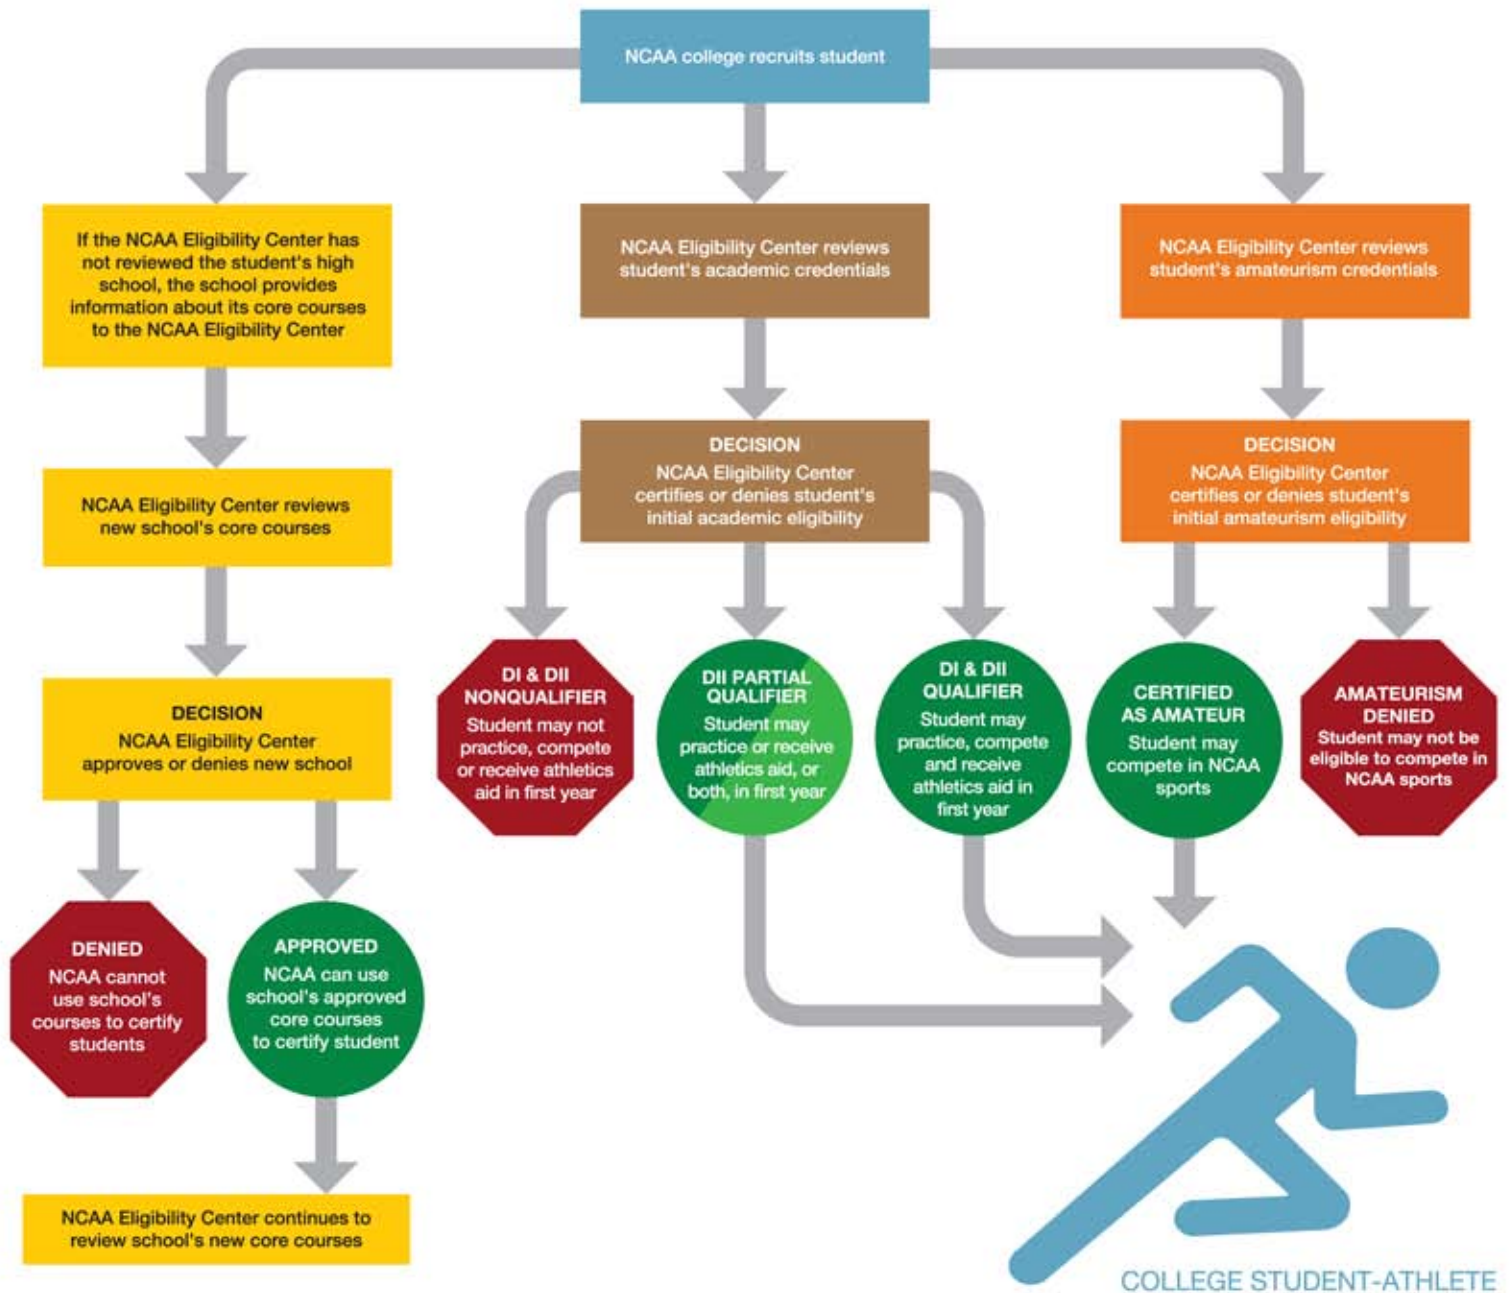 NCAA college recruits student
If the NCAA Eligibility Center has
not reviewed the student's high
school, the school provides
information about its core courses
to the NCAA Eligibility Center
NCAA Eligibility Center reviews
student's academic credentials
NCAA Eligibility Center reviews
student's amateurism credentials
NCAA Eligibility Center reviews
new school's core courses
DECISION
NCAA Eligibility Center
certifies or denies student's
initial academic eligibility
DECISION
NCAA Eligibility Center
certifies or denies student's
initial amateurism eligibility
DECISION
NCAA Eligibility Center
approves or denies new school
DI & DII
NONQUALIFIER
Student may not
practice, compete
or receive athletics
aid in first year
DII PARTIAL
QUALIFIER
Student may
practice or receive
athletics aid, or
both, in first year
DI & DII
QUALIFIER
Student may
practice, compete
and receive
athletics aid in
first year
CERTIFIED
AS AMATEUR
Student may
compete in NCAA
sports
AMATEURISM
DENIED
Student may not be
eligible to compete in
NCAA sports
DENIED
NCAA cannot
use school's
courses to certify
students
APPROVED
NCAA can use
school's approved
core courses
to certify student
NCAA Eligibility Center continues to
review school's new core courses
COLLEGE STUDENT-ATHLETE